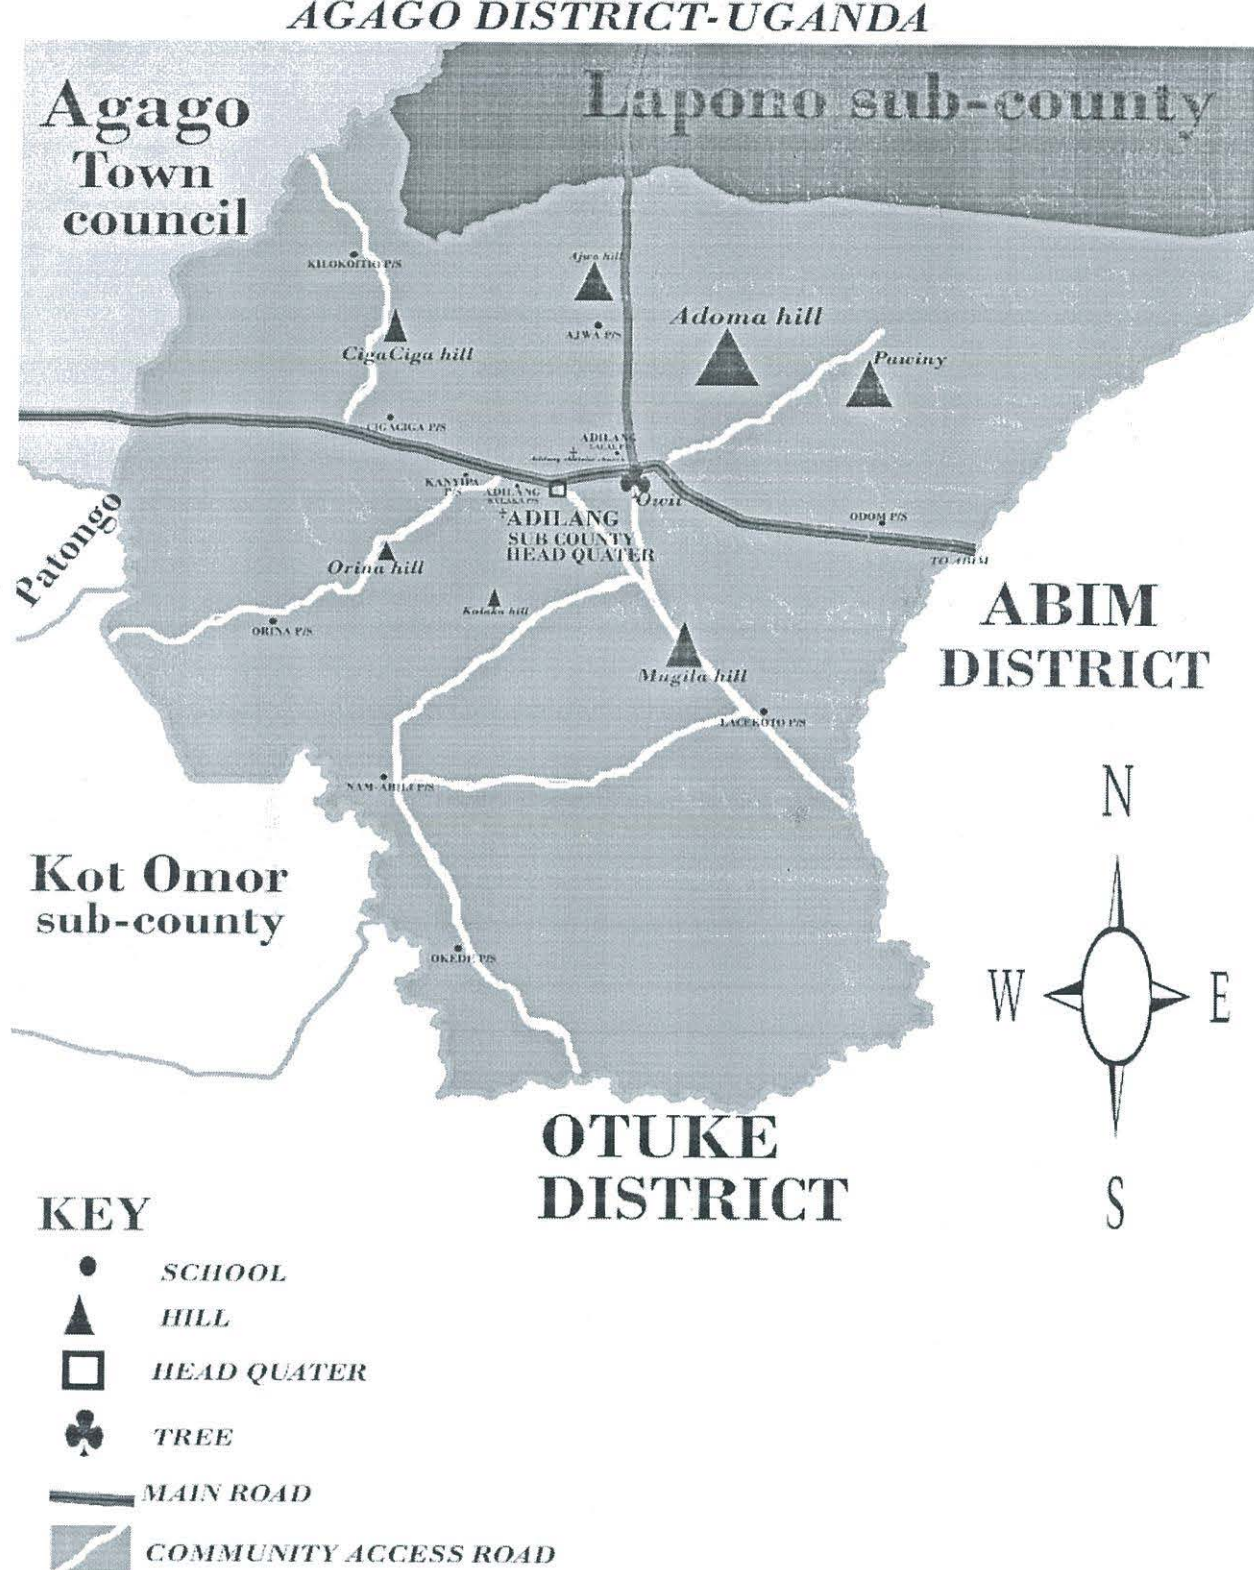 AGAGO DISTRICT-UGANDA
Lapono sub-county
Agago
Town
council
KILOKOITIO P/S
Ajwa hill
AJWA P/S
Adoma hill
CigaCiga hill
Pawiny
CIGACIGA P/S
ADILANG
KANYIPA
P/S
ADILANG
Owil
ODOM P/S
ADILANG
SUB COUNTY
HEAD QUATER
TO ABIM
Patongo
Orina hill
ORINA P/S
ABIM
DISTRICT
Mugila hill
LACEKOTO P/S
NAM-ABILI P/S
N
Kot Omor
sub-county
OKEDE P/S
W
E
S
OTUKE
DISTRICT
KEY
SCHOOL
HILL
HEAD QUATER
TREE
MAIN ROAD
COMMUNITY ACCESS ROAD